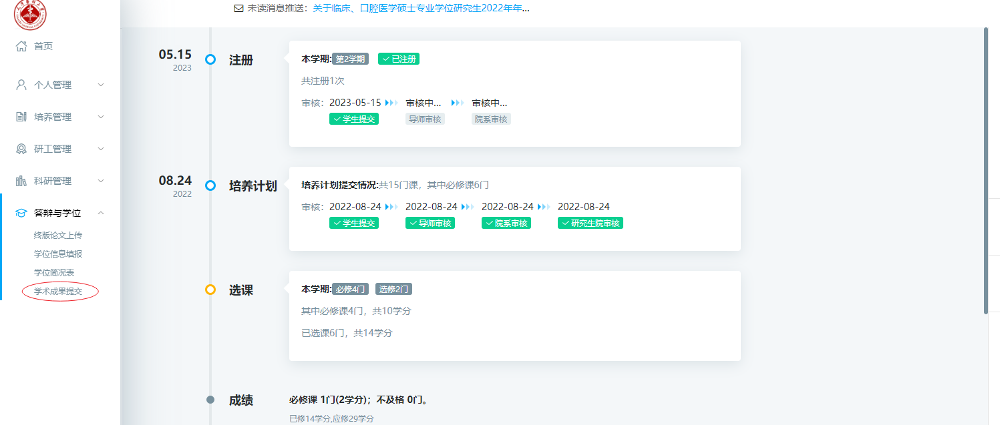 未读消息推送：关于临床、口腔医学硕士专业学位研究生2022年年...
首页
个人管理
培养管理
研工管理
科研管理
答辩与学位
终版论文上传
学位信息填报
学位简况表
学术成果提交
05.15
2023
注册
本学期:第2学期 已注册
共注册1次
审核： 2023-05-15 审核中... 审核中...
学生提交 导师审核 院系审核
08.24
2022
培养计划
培养计划提交情况:共15门课，其中必修课6门
审核： 2022-08-24 2022-08-24 2022-08-24 2022-08-24
学生提交 导师审核 院系审核 研究生院审核
选课
本学期:必修4门 选修2门
其中必修课4门，共10学分
已选课6门，共14学分
成绩
必修课 1门(2学分)；不及格 0门。
已修14学分,应修29学分